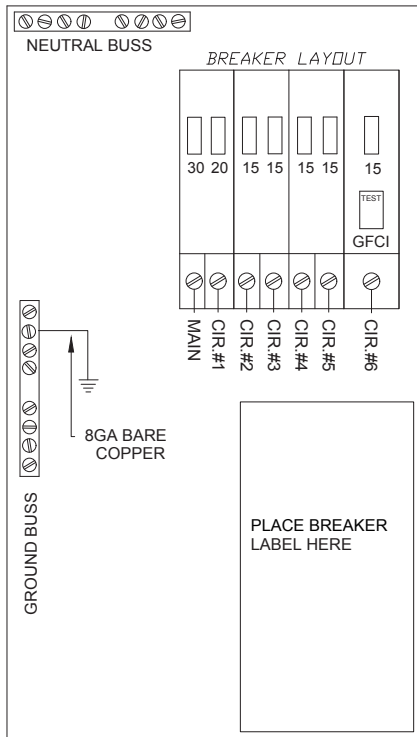 NEUTRAL BUSS
BREAKER LAYOUT
30 20 15 15 15 15 15
TEST
GFCI
MAIN
CIR.#1
CIR.#2
CIR.#3
CIR.#4
CIR.#5
CIR.#6
8GA BARE
COPPER
GROUND BUSS
PLACE BREAKER
LABEL HERE